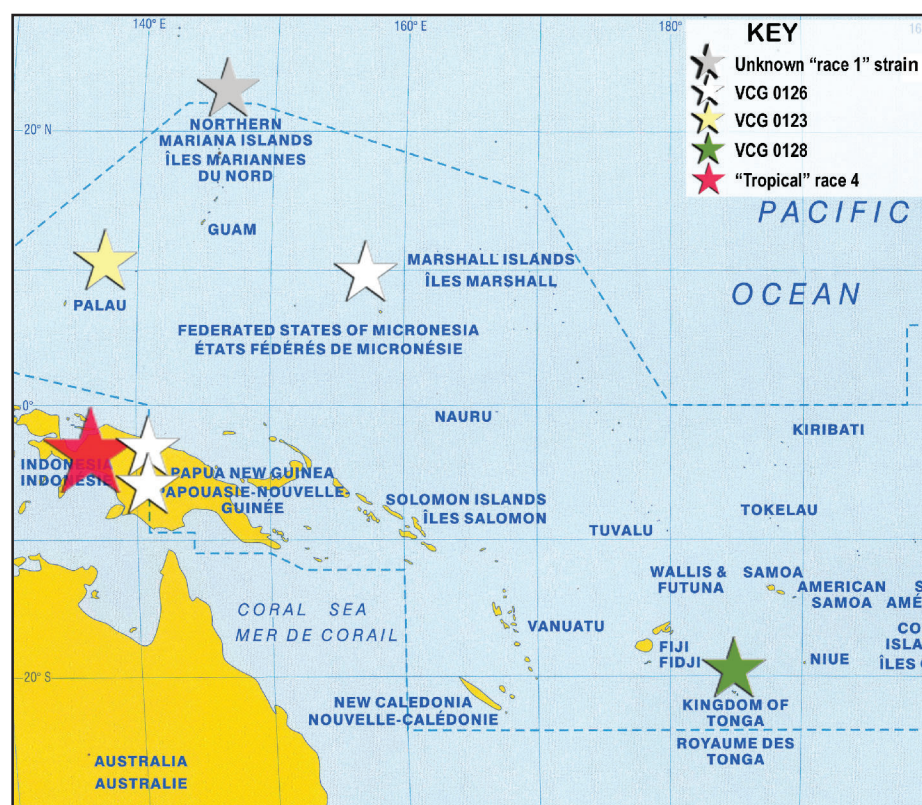 140° E
160° E
180°
KEY
Unknown “race 1” strain
VCG 0126
VCG 0123
VCG 0128
“Tropical” race 4
20° N
NORTHERN
MARIANA ISLANDS
ÎLES MARIANNES
DU NORD
GUAM
PACIFIC
OCEAN
MARSHALL ISLANDS
ÎLES MARSHALL
PALAU
FEDERATED STATES OF MICRONESIA
ÉTATS FÉDÉRÉS DE MICRONÉSIE
0°
NAURU
KIRIBATI
INDONESIA
INDONÉSIE
PAPUA NEW GUINEA
PAPOUASIE-NOUVELLE-
GUINÉE
SOLOMON ISLANDS
ÎLES SALOMON
TUVALU
TOKELAU
WALLIS &
FUTUNA
SAMOA
AMERICAN
SAMOA
CORAL SEA
MER DE CORAIL
VANUATU
FIJI
FIDJI
NIUE
ÎLES
20° S
NEW CALEDONIA
NOUVELLE-CALÉDONIE
KINGDOM OF
TONGA
ROYAUME DES
TONGA
AUSTRALIA
AUSTRALIE